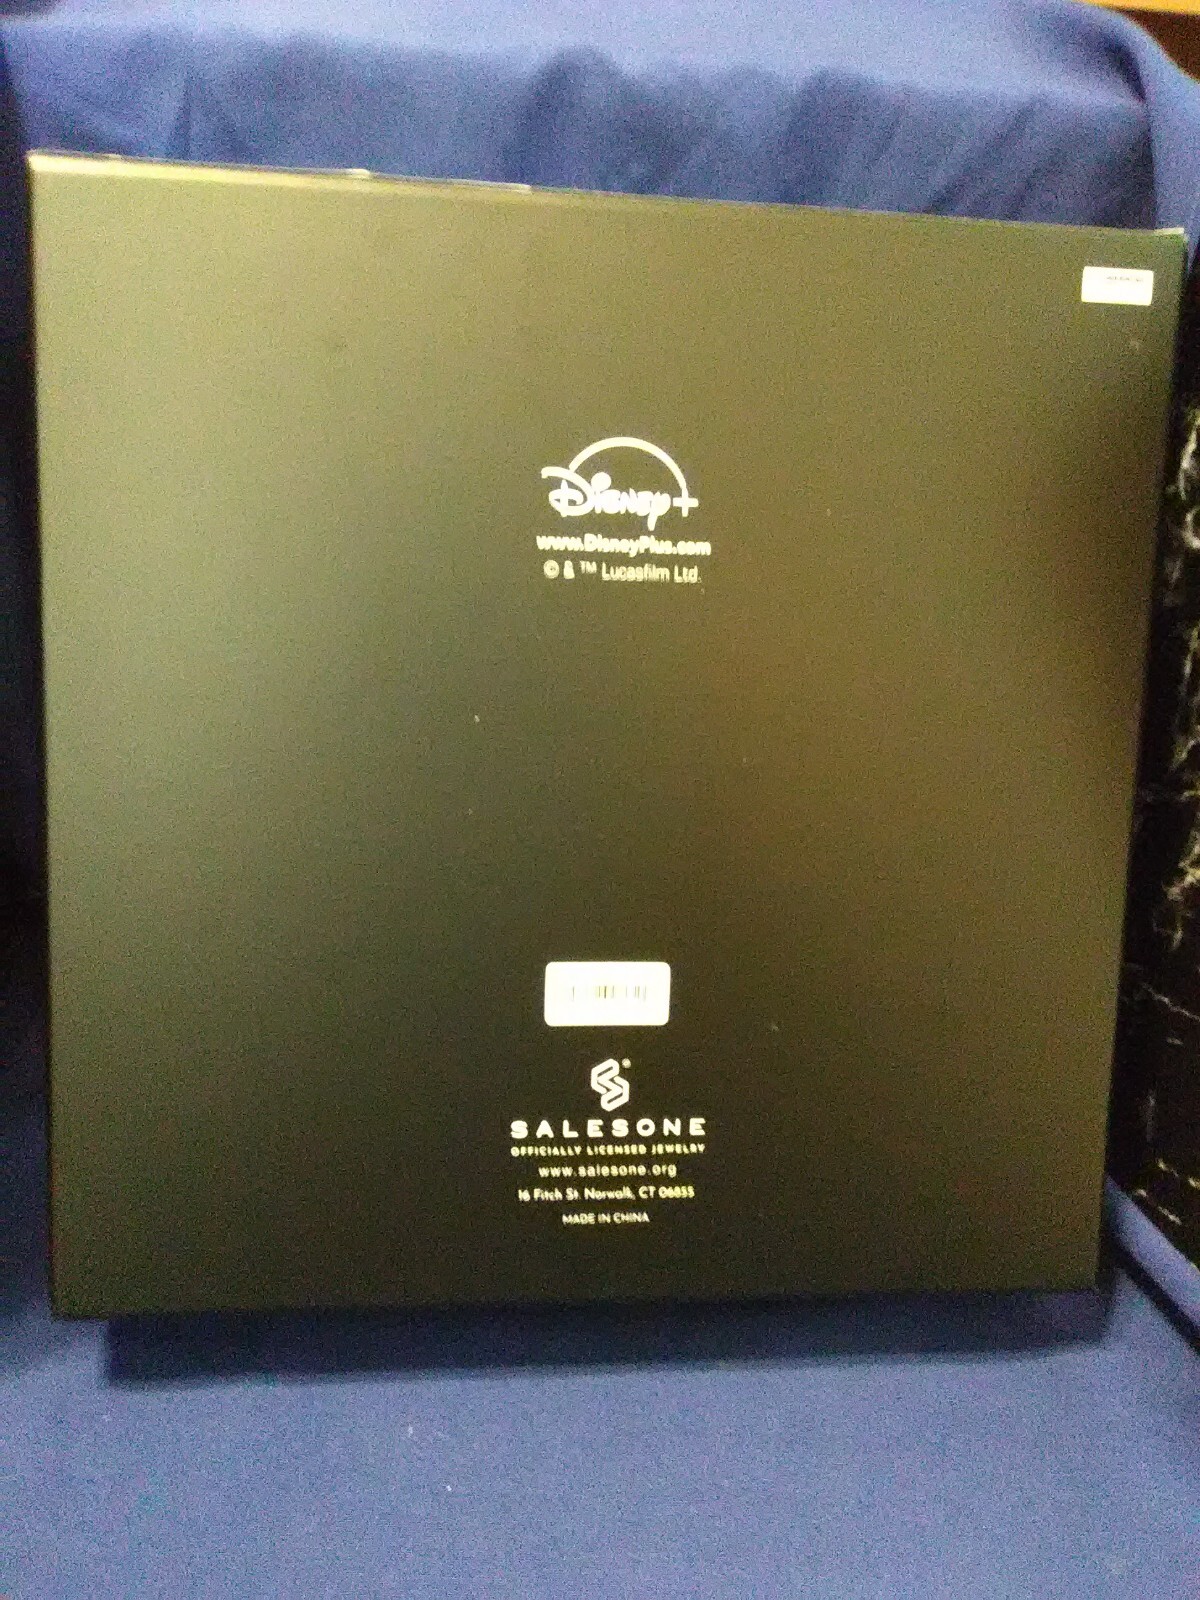 Disney+
www.DisneyPlus.com
© & ™ Lucasfilm Ltd.
SALESONE
OFFICIALLY LICENSED JEWELRY
www.salesone.org
16 Fitch St. Norwalk, CT 06855
MADE IN CHINA